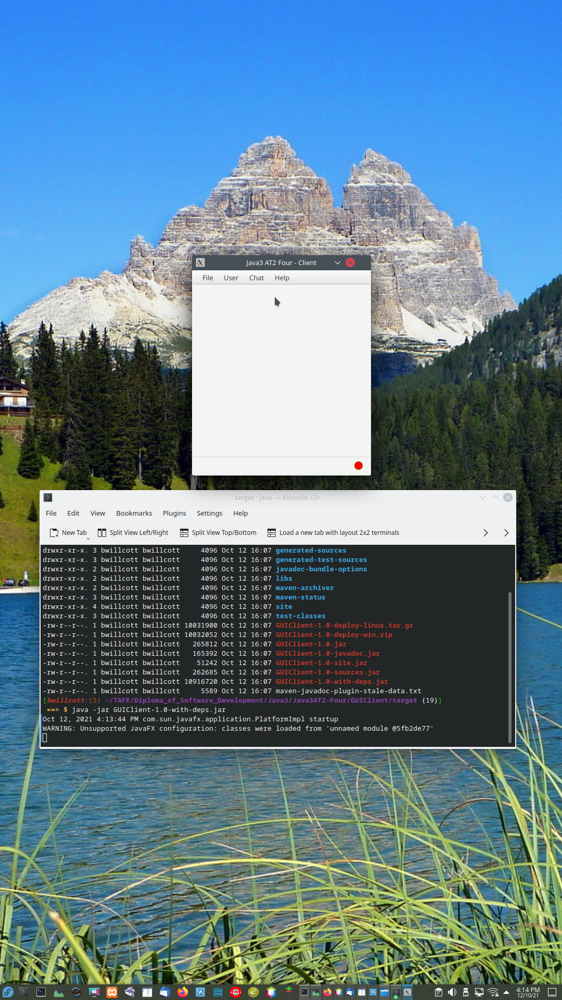 Java3 AT2 Four - Client
File User Chat Help
target : java — Konsole <2>
File Edit View Bookmarks Plugins Settings Help
New Tab Split View Left/Right Split View Top/Bottom Load a new tab with layout 2x2 terminals
drwxr-xr-x. 3 bwillcott bwillcott     4096 Oct 12 16:07 generated-sources
drwxr-xr-x. 3 bwillcott bwillcott     4096 Oct 12 16:07 generated-test-sources
drwxr-xr-x. 2 bwillcott bwillcott     4096 Oct 12 16:07 javadoc-bundle-options
drwxr-xr-x. 2 bwillcott bwillcott     4096 Oct 12 16:07 libs
drwxr-xr-x. 2 bwillcott bwillcott     4096 Oct 12 16:07 maven-archiver
drwxr-xr-x. 3 bwillcott bwillcott     4096 Oct 12 16:07 maven-status
drwxr-xr-x. 4 bwillcott bwillcott     4096 Oct 12 16:07 site
drwxr-xr-x. 3 bwillcott bwillcott     4096 Oct 12 16:07 test-classes
-rw-r--r--. 1 bwillcott bwillcott 10031900 Oct 12 16:07 GUIClient-1.0-deploy-linux.tar.gz
-rw-r--r--. 1 bwillcott bwillcott 10032052 Oct 12 16:07 GUIClient-1.0-deploy-win.zip
-rw-r--r--. 1 bwillcott bwillcott   265812 Oct 12 16:07 GUIClient-1.0.jar
-rw-r--r--. 1 bwillcott bwillcott   165392 Oct 12 16:07 GUIClient-1.0-javadoc.jar
-rw-r--r--. 1 bwillcott bwillcott    51242 Oct 12 16:07 GUIClient-1.0-site.jar
-rw-r--r--. 1 bwillcott bwillcott   262685 Oct 12 16:07 GUIClient-1.0-sources.jar
-rw-r--r--. 1 bwillcott bwillcott 10916720 Oct 12 16:07 GUIClient-1.0-with-deps.jar
-rw-r--r--. 1 bwillcott bwillcott     5589 Oct 12 16:07 maven-javadoc-plugin-stale-data.txt
[bwillcott:(5) ~/TAFE/Diploma_of_Software_Development/Java3/Java3AT2-Four/GUIClient/target {19}]
 ==> $ java -jar GUIClient-1.0-with-deps.jar
Oct 12, 2021 4:13:44 PM com.sun.javafx.application.PlatformImpl startup
WARNING: Unsupported JavaFX configuration: classes were loaded from 'unnamed module @5fb2de77'
4:14 PM
12/10/21